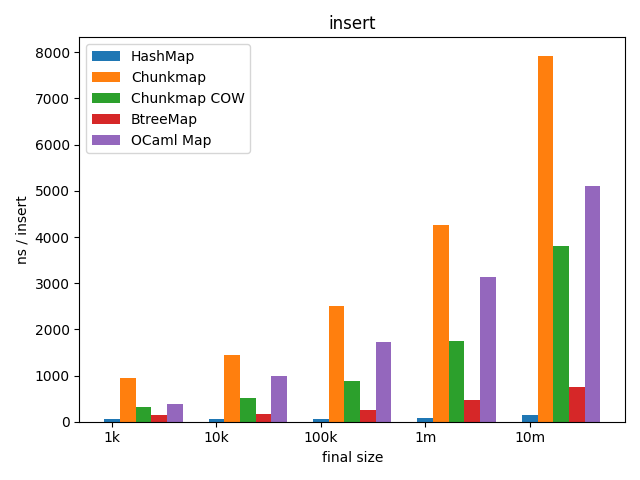 insert
HashMap
Chunkmap
Chunkmap COW
BtreeMap
OCaml Map
ns / insert
8000
7000
6000
5000
4000
3000
2000
1000
0
1k 10k 100k 1m 10m
final size